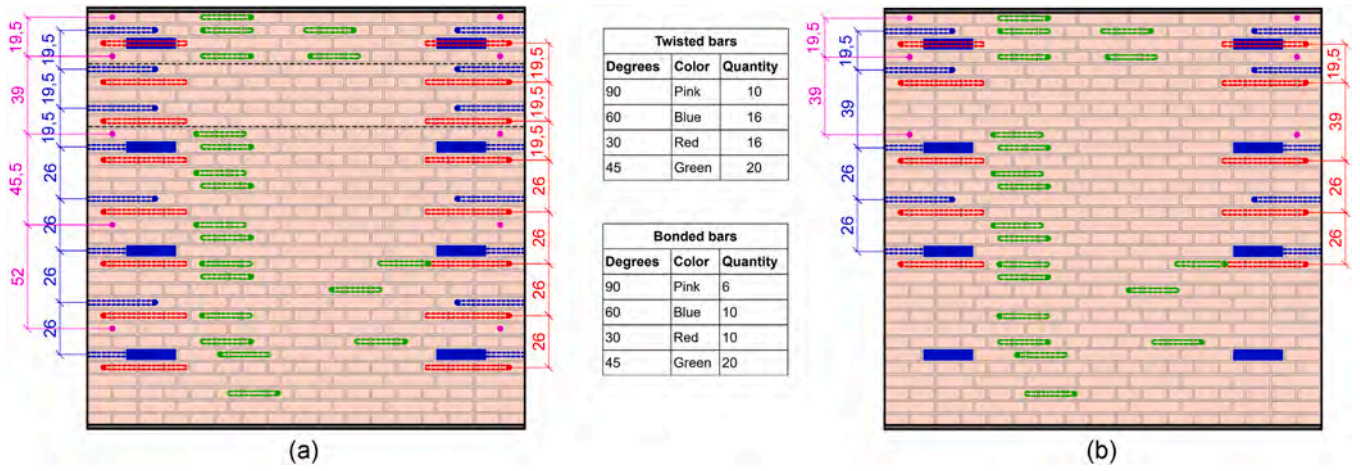 19,5
39
45,5
52
19,5
19,5
19,5
26
26
26
26
19,5
19,5
19,5
26
26
26
26
(a)
Twisted bars
Degrees Color Quantity
90 Pink 10
60 Blue 16
30 Red 16
45 Green 20
Bonded bars
Degrees Color Quantity
90 Pink 6
60 Blue 10
30 Red 10
45 Green 20
19,5
39
19,5
39
26
26
19,5
39
26
26
(b)